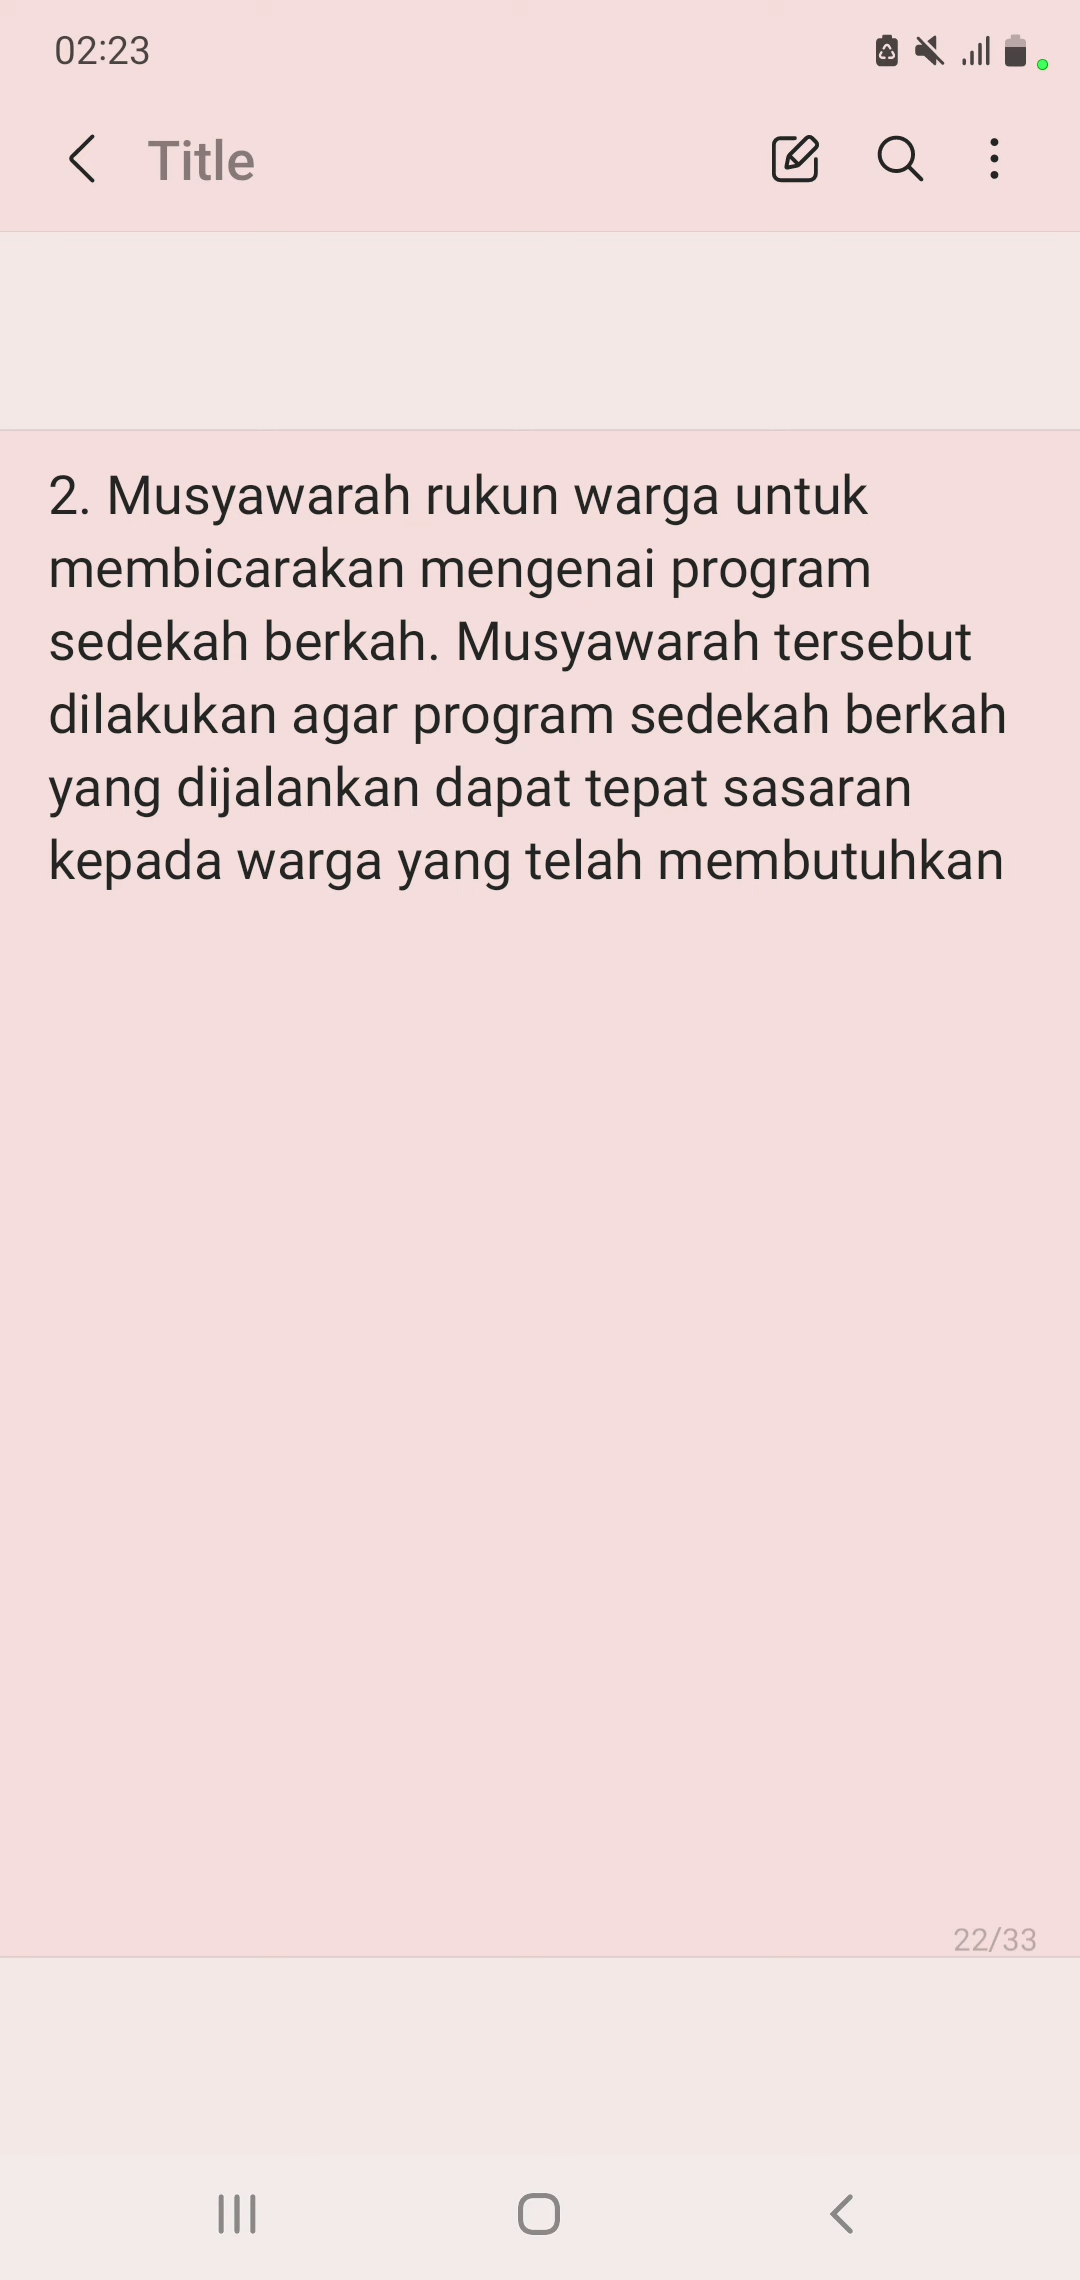 02:23
Title
2. Musyawarah rukun warga untuk
membicarakan mengenai program
sedekah berkah. Musyawarah tersebut
dilakukan agar program sedekah berkah
yang dijalankan dapat tepat sasaran
kepada warga yang telah membutuhkan
22/33